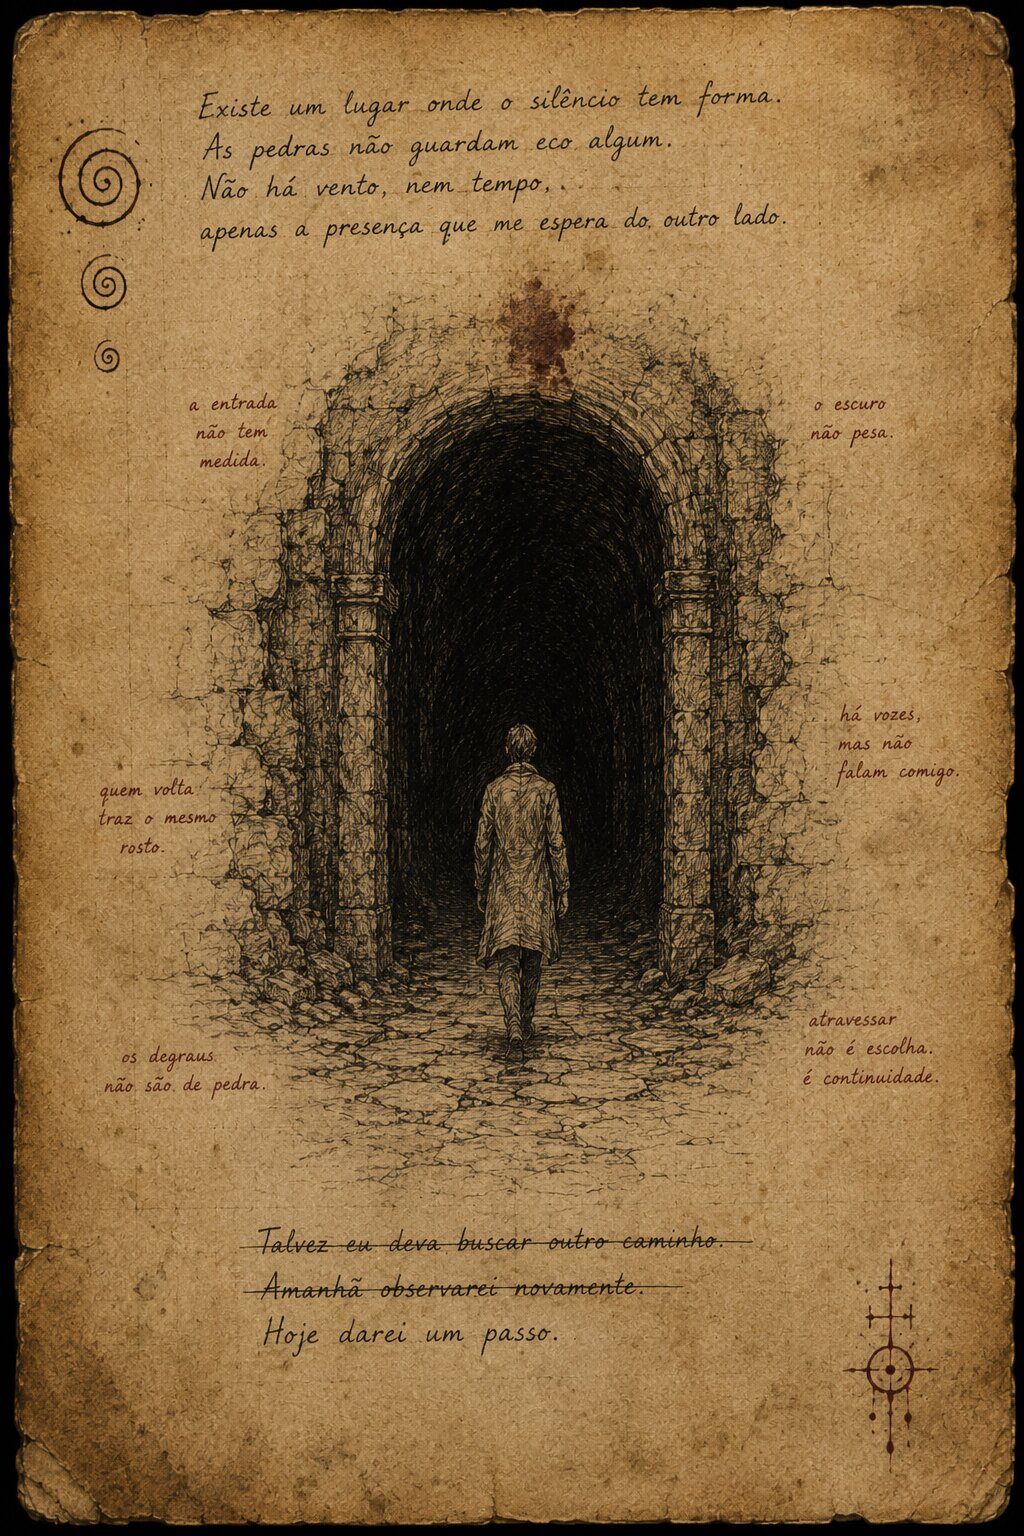 Existe um lugar onde o silêncio tem forma.
As pedras não guardam eco algum.
Não há vento, nem tempo,
apenas a presença que me espera do outro lado.
a entrada
não tem
medida.
o escuro
não pesa.
há vozes,
mas não
falam comigo.
quem volta
traz o mesmo
rosto.
atravessar
não é escolha.
é continuidade.
os degraus
não são de pedra.
Talvez eu deva buscar outro caminho.
Amanhã observarei novamente.
Hoje darei um passo.